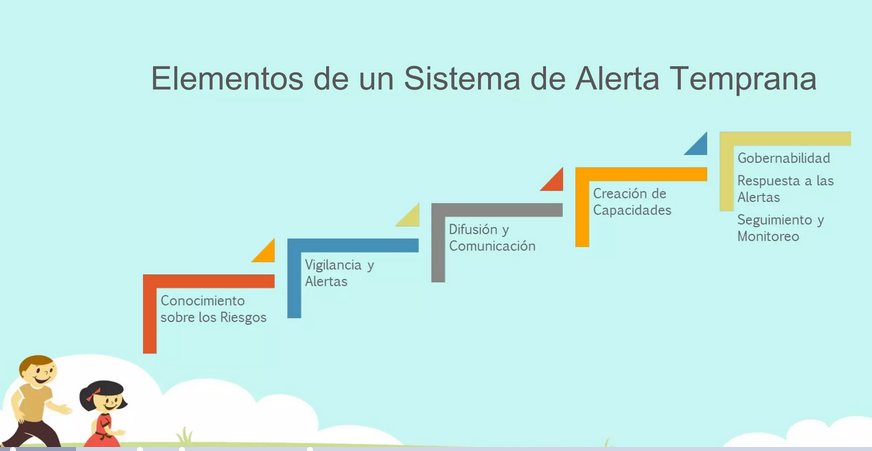 Elementos de un Sistema de Alerta Temprana
Conocimiento
sobre los Riesgos
Vigilancia y
Alertas
Difusión y
Comunicación
Creación de
Capacidades
Gobernabilidad
Respuesta a las
Alertas
Seguimiento y
Monitoreo